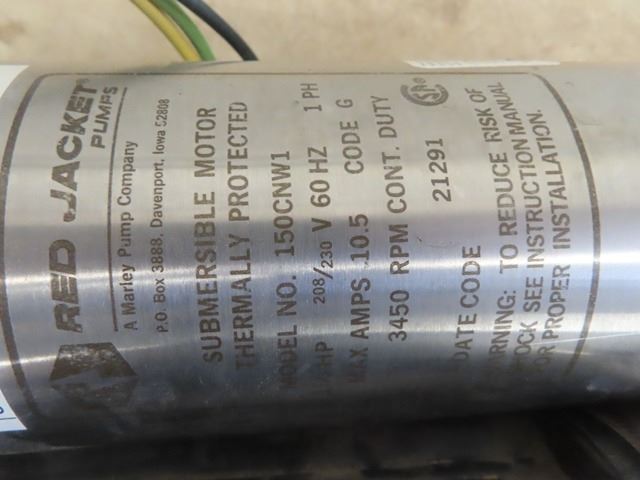 RED JACKET®
PUMPS
A Marley Pump Company
P.O. Box 3888, Davenport, Iowa 52808
SUBMERSIBLE MOTOR
THERMALLY PROTECTED
MODEL NO. 150CNW1
HP 208/230 V 60 HZ 1 PH
MAX AMPS 10.5 CODE G
3450 RPM CONT. DUTY
DATE CODE 21291
WARNING: TO REDUCE RISK OF
SHOCK SEE INSTRUCTION MANUAL
FOR PROPER INSTALLATION.